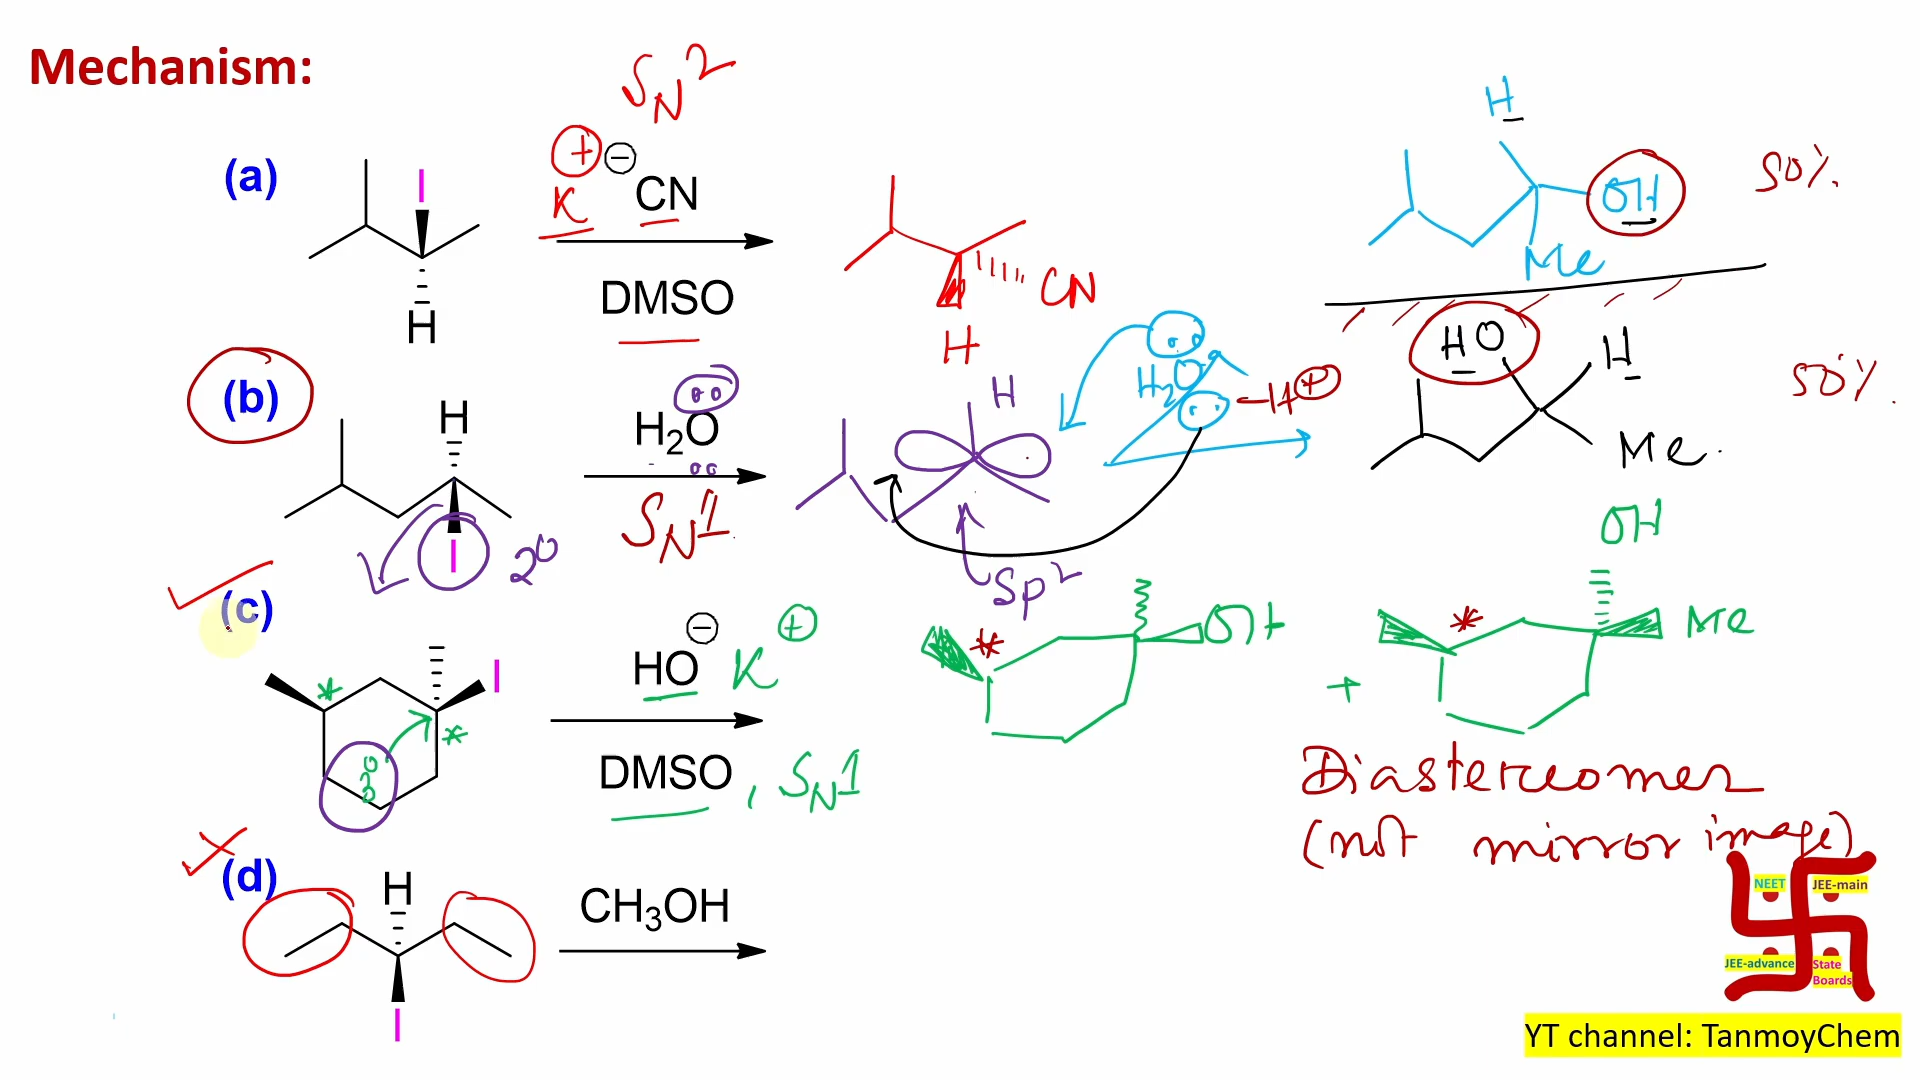 Mechanism:
SN2
(a)
I
H
K⊕ ⊖CN
DMSO
CN
H
H
OH
Me
50%
HO
H
Me.
50%.
(b)
H
I
2°
H2O
SN1
H
sp2
H2O
-H⊕
(c)
I
*
*
3°
HO⊖ K⊕
DMSO, SN1
*
OH
+
*
OH
Me
Diastereomer
(not mirror image)
(d)
H
I
CH3OH
NEET
JEE-main
JEE-advance
State
Boards
YT channel: TanmoyChem